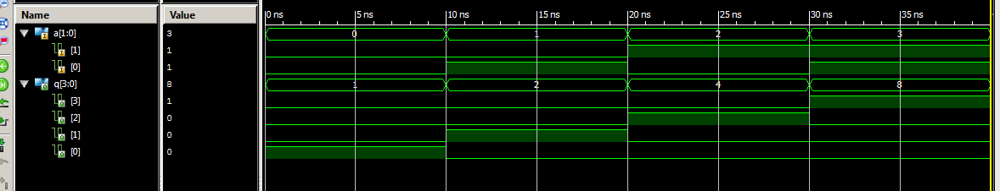 Name Value 0 ns 5 ns 10 ns 15 ns 20 ns 25 ns 30 ns 35 ns
a[1:0] 3 0 1 2 3
[1] 1
[0] 1
q[3:0] 8 1 2 4 8
[3] 1
[2] 0
[1] 0
[0] 0